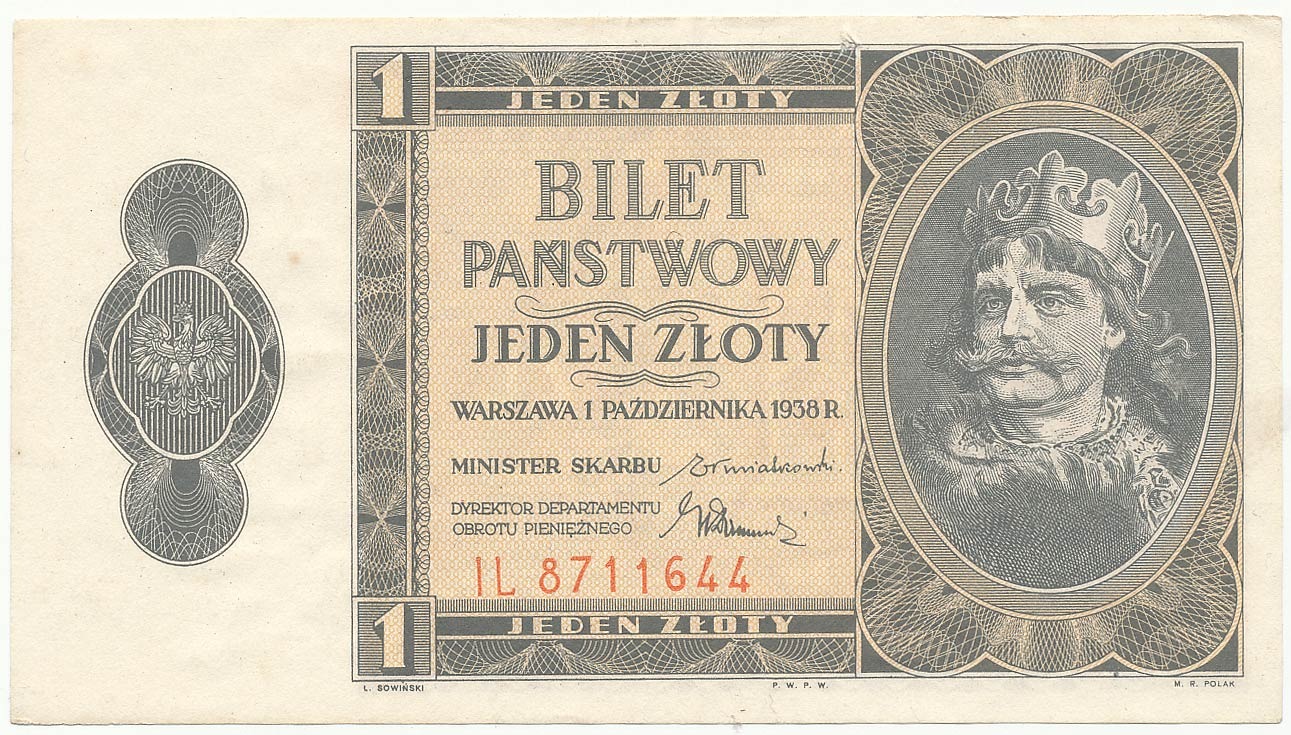 1
JEDEN ZŁOTY
BILET
PAŃSTWOWY
JEDEN ZŁOTY
WARSZAWA 1 PAŹDZIERNIKA 1938 R.
MINISTER SKARBU
DYREKTOR DEPARTAMENTU
OBROTU PIENIĘŻNEGO
IL 8711644
1
JEDEN ZŁOTY
Ł. SOWIŃSKI
P. W. P. W.
M. R. POLAK